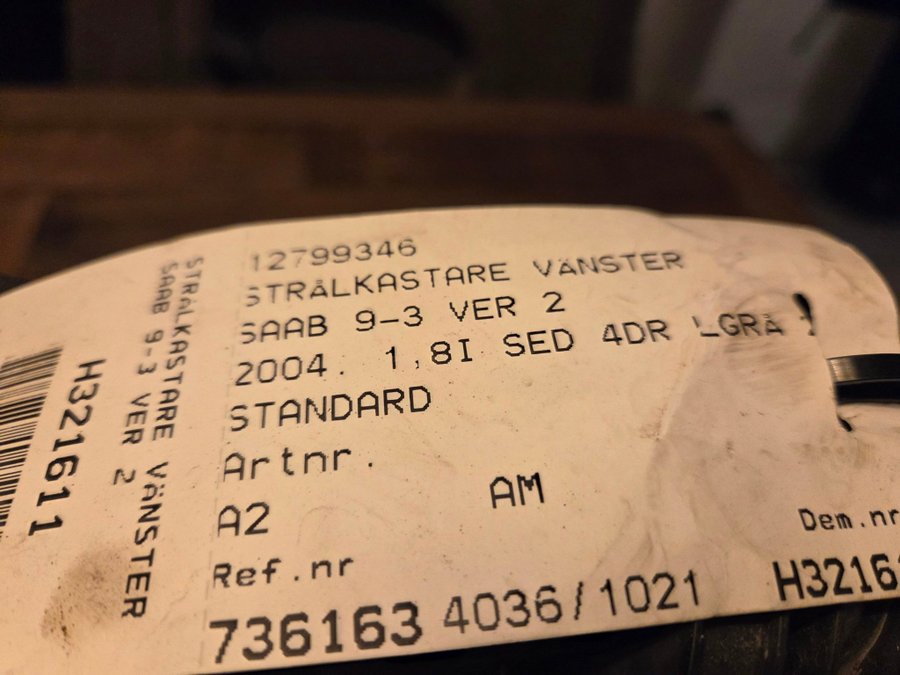 12799346
STRÅLKASTARE VÄNSTER
SAAB 9-3 VER 2
2004. 1,8I SED 4DR LGRÅ
STANDARD
Artnr.
A2 AM
Ref.nr Dem.nr
736163 4036/1021 H3216
STRÅLKASTARE VÄNSTER
SAAB 9-3 VER 2
H321611